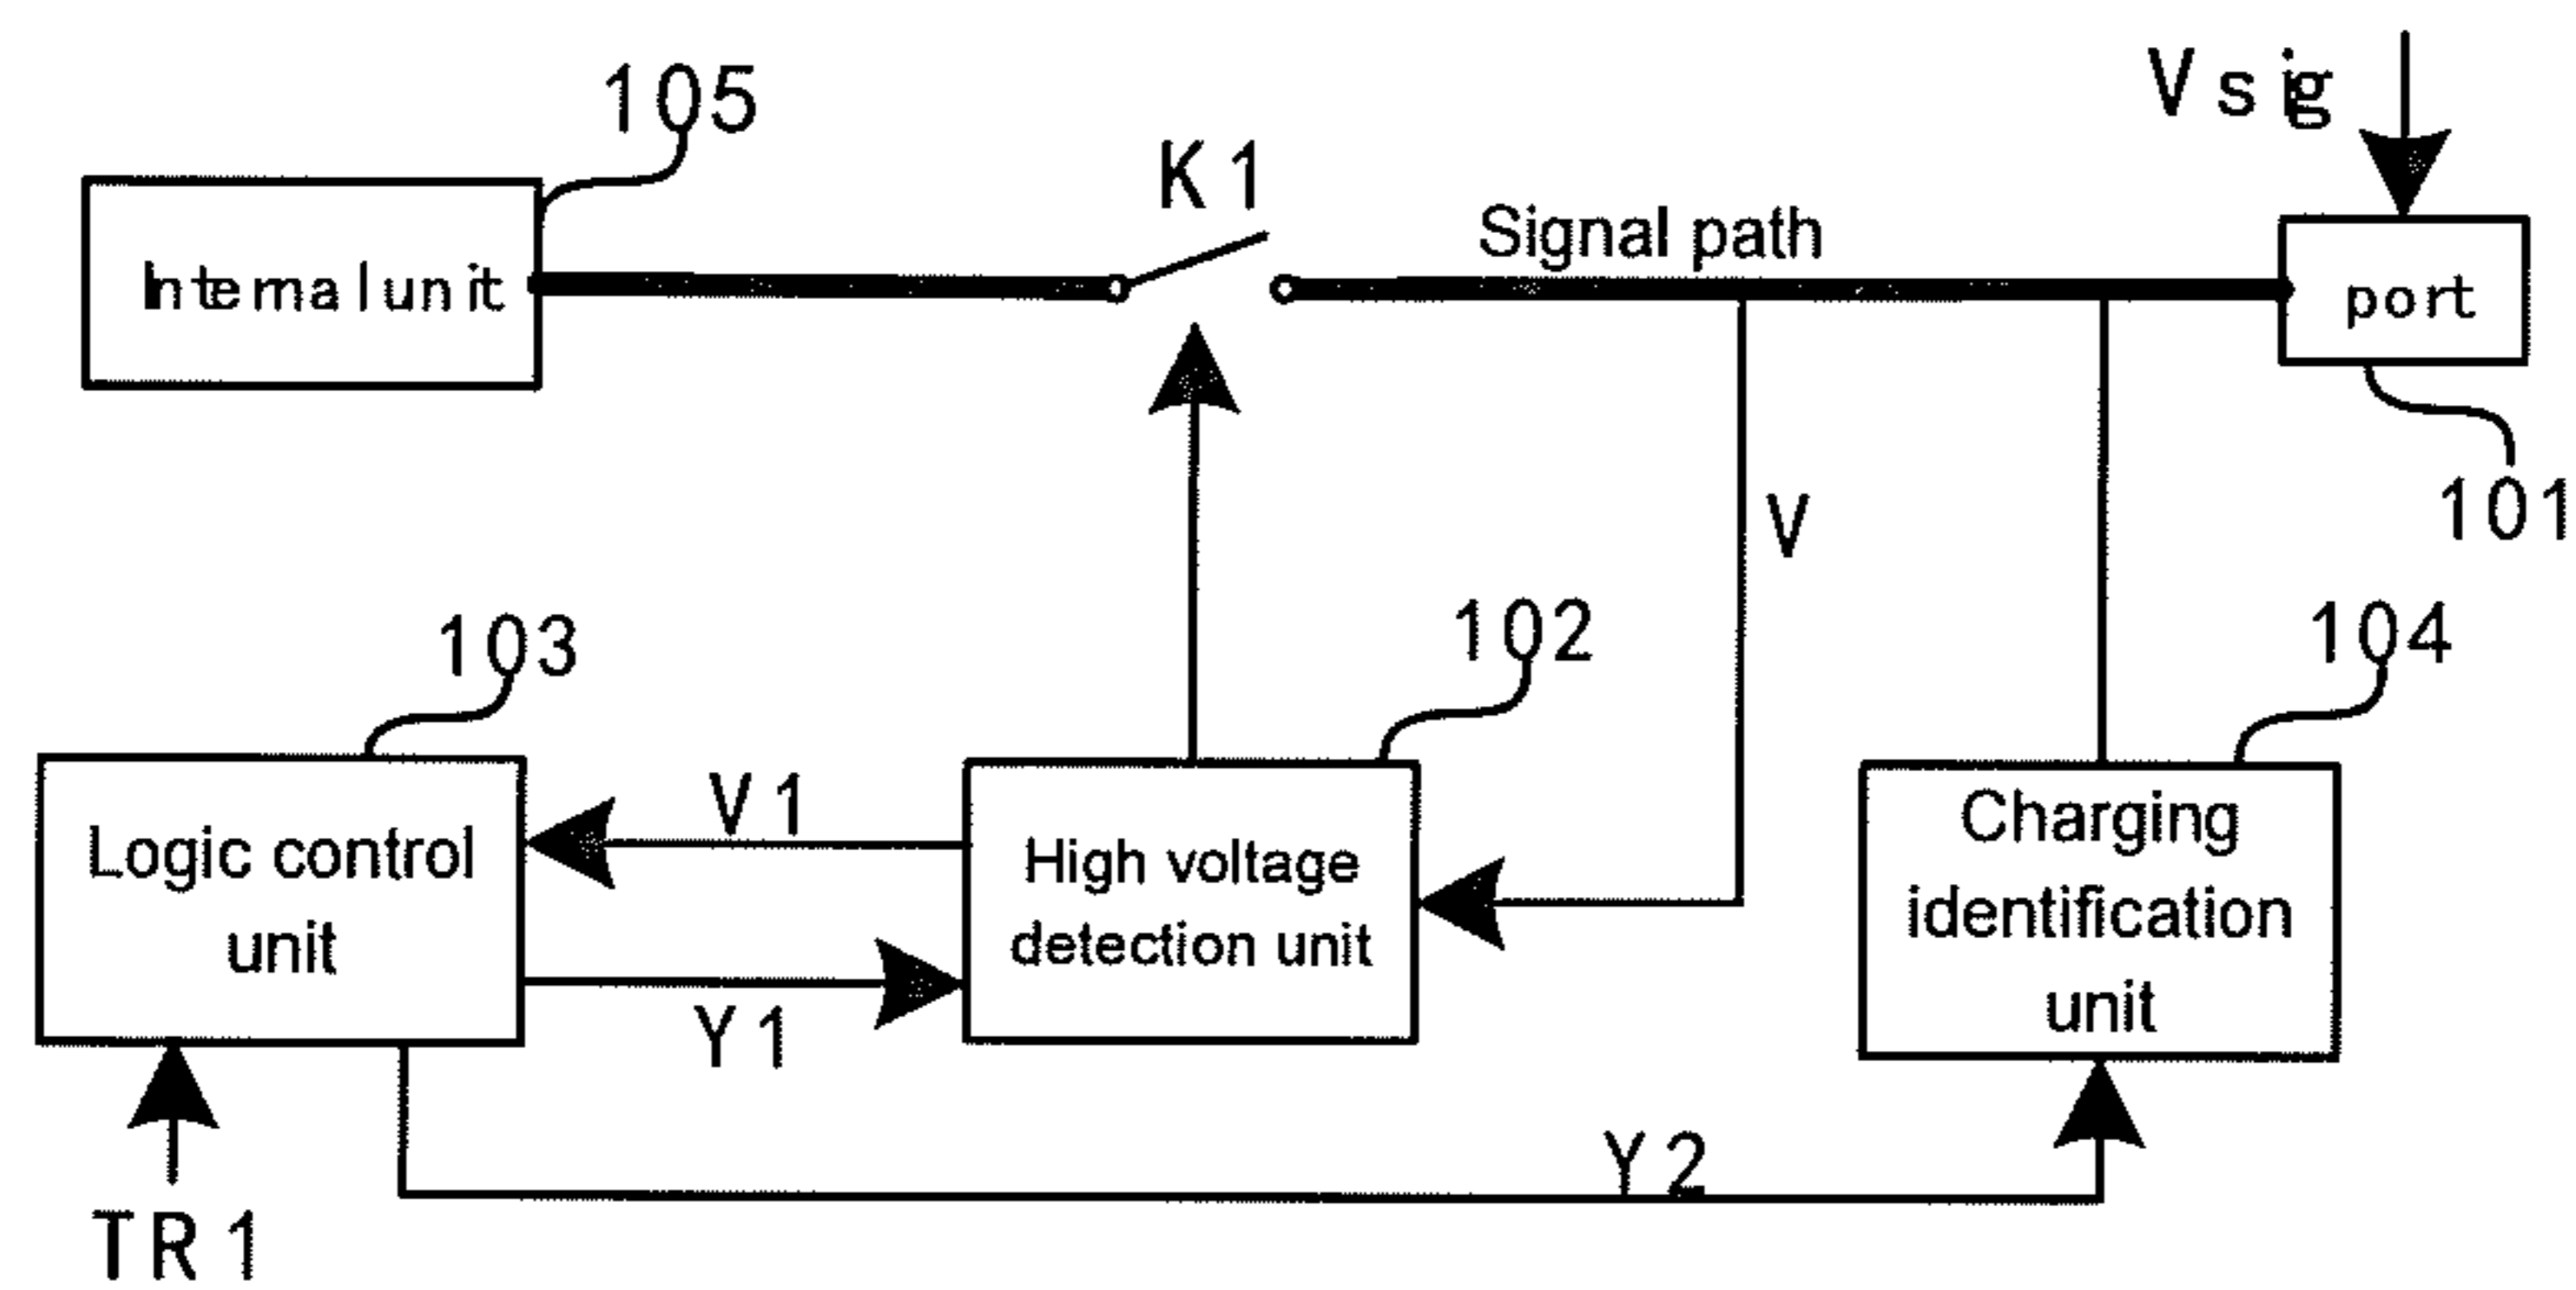 105
Vsig
K1
Signal path
Internal unit
port
101
V
103
102
104
V1
Logic control
unit
High voltage
detection unit
Charging
identification
unit
Y1
Y2
TR1